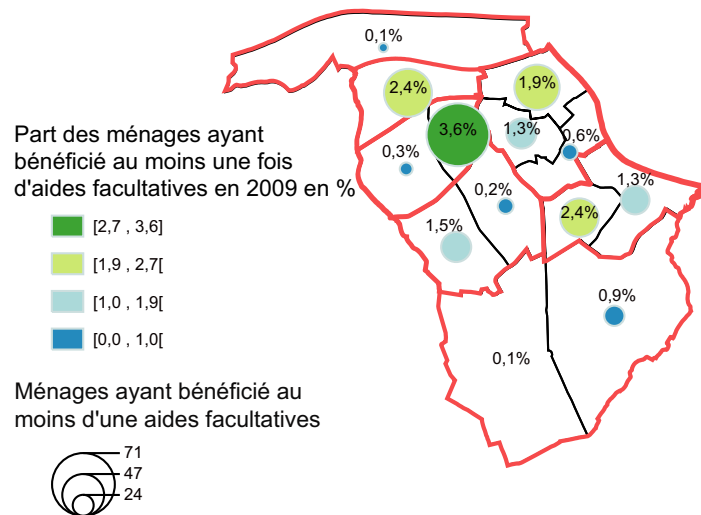 0,1%
2,4%
1,9%
3,6%
1,3%
0,6%
0,3%
0,2%
1,3%
2,4%
1,5%
0,9%
0,1%
Part des ménages ayant
bénéficié au moins une fois
d'aides facultatives en 2009 en %
[2,7 , 3,6]
[1,9 , 2,7[
[1,0 , 1,9[
[0,0 , 1,0[
Ménages ayant bénéficié au
moins d'une aides facultatives
71
47
24